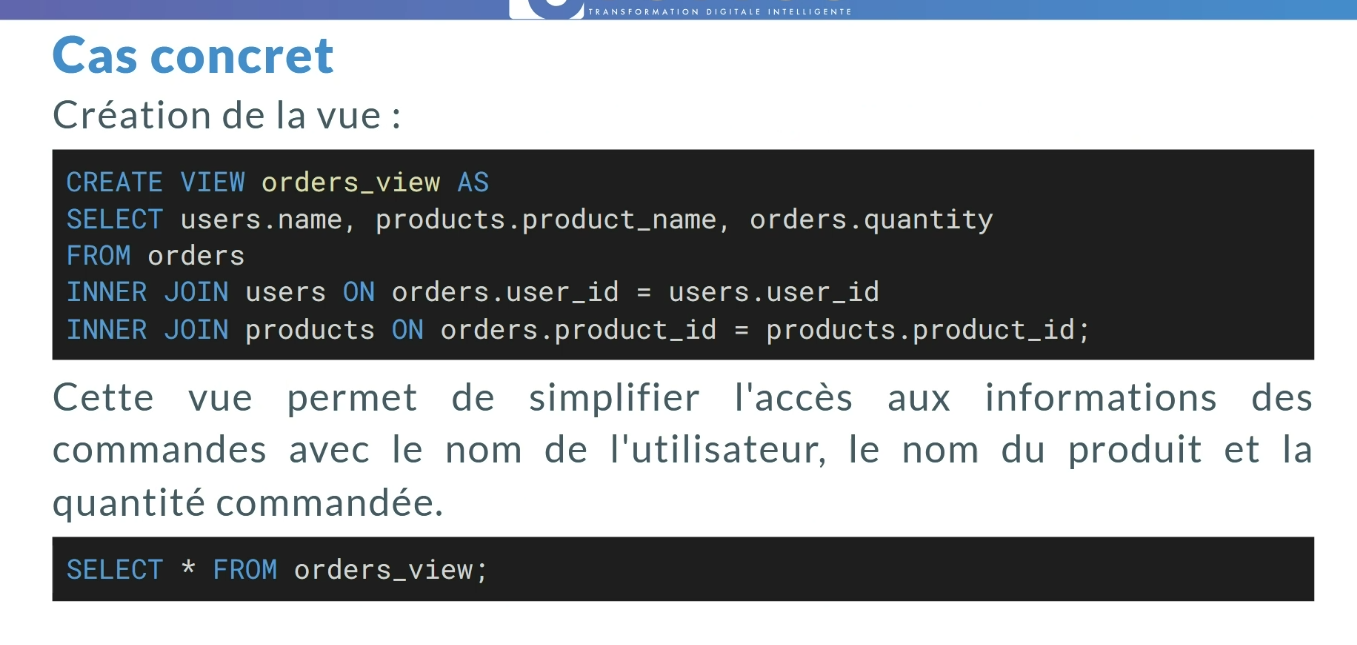 TRANSFORMATION DIGITALE INTELLIGENTE
Cas concret
Création de la vue :
CREATE VIEW orders_view AS
SELECT users.name, products.product_name, orders.quantity
FROM orders
INNER JOIN users ON orders.user_id = users.user_id
INNER JOIN products ON orders.product_id = products.product_id;
Cette vue permet de simplifier l'accès aux informations des
commandes avec le nom de l'utilisateur, le nom du produit et la
quantité commandée.
SELECT * FROM orders_view;